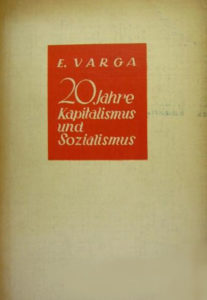 E. VARGA
20 Jahre
Kapitalismus
und
Sozialismus